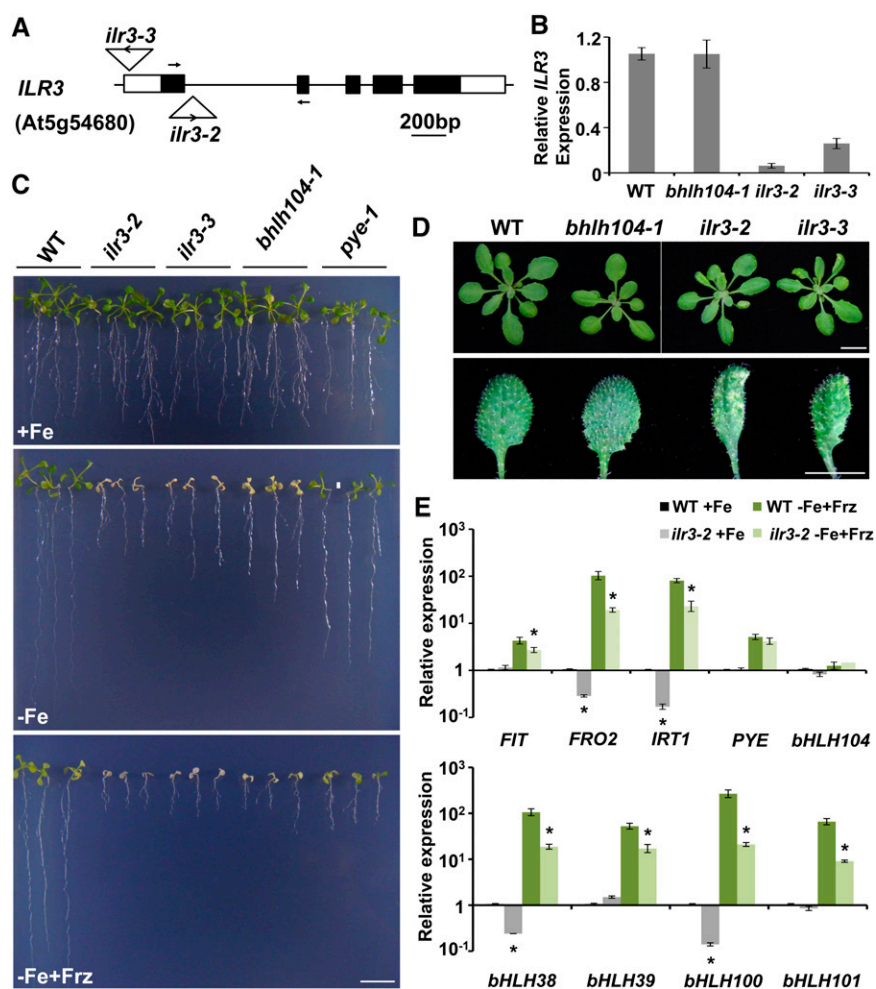 A
ilr3-3
ILR3
(At5g54680)
ilr3-2
200bp
B
Relative ILR3
Expression
1.2
0.8
0.4
0
WT
bhlh104-1
ilr3-2
ilr3-3
C
WT
ilr3-2
ilr3-3
bhlh104-1
pye-1
+Fe
-Fe
-Fe+Frz
D
WT
bhlh104-1
ilr3-2
ilr3-3
E
WT +Fe
WT -Fe+Frz
ilr3-2 +Fe
ilr3-2 -Fe+Frz
Relative expression
10³
10²
10
1
10⁻¹
* * * * *
FIT
FRO2
IRT1
PYE
bHLH104
Relative expression
10³
10²
10
1
10⁻¹
* * * * * *
bHLH38
bHLH39
bHLH100
bHLH101